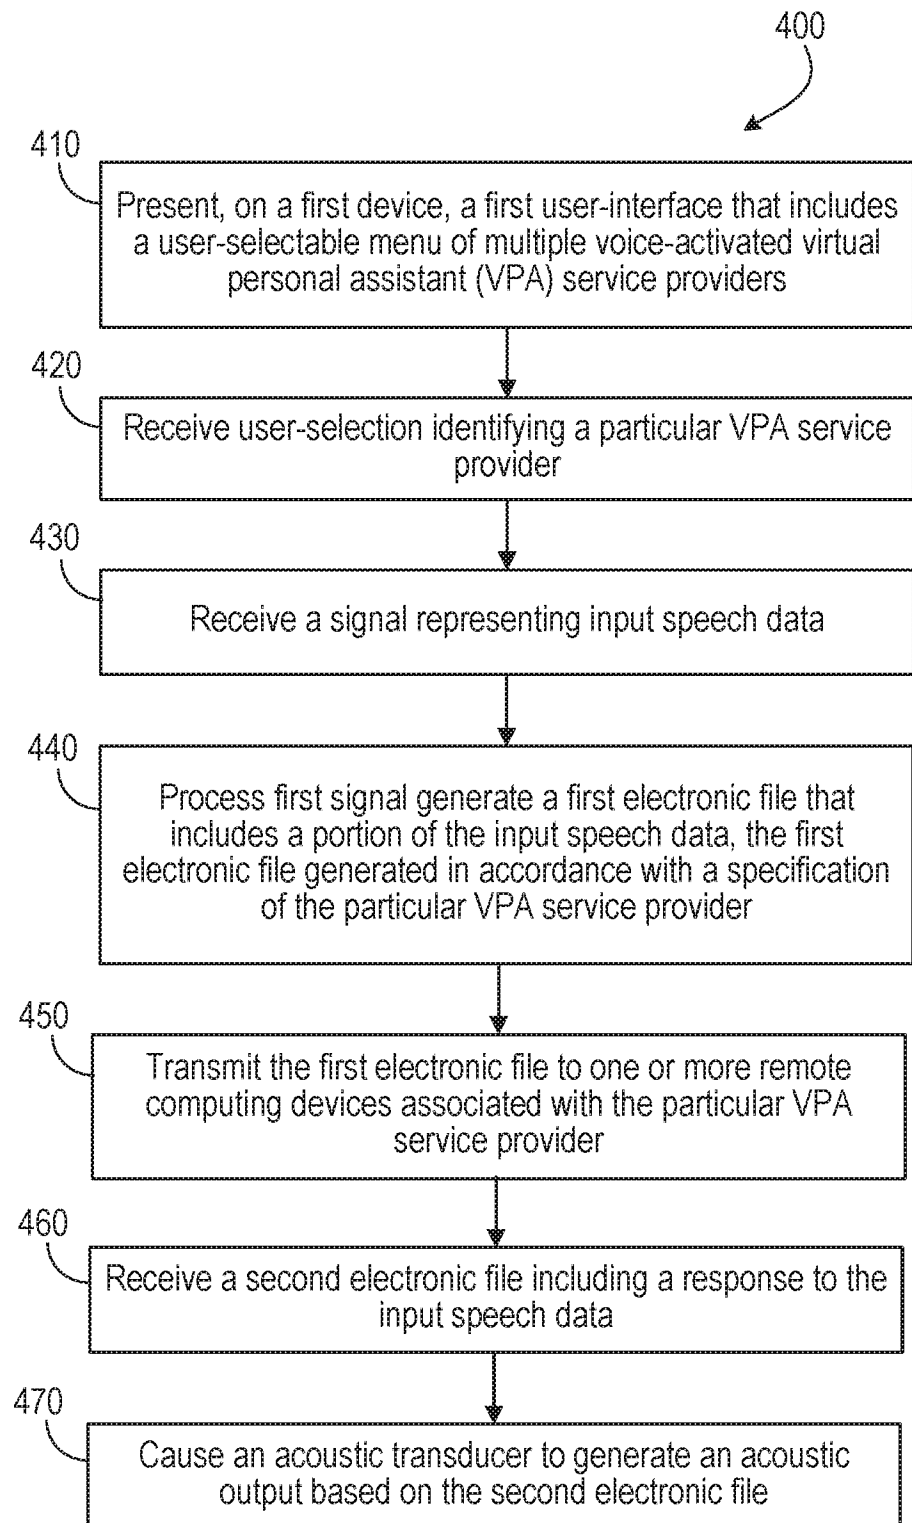 400
410
Present, on a first device, a first user-interface that includes
a user-selectable menu of multiple voice-activated virtual
personal assistant (VPA) service providers
420
Receive user-selection identifying a particular VPA service
provider
430
Receive a signal representing input speech data
440
Process first signal generate a first electronic file that
includes a portion of the input speech data, the first
electronic file generated in accordance with a specification
of the particular VPA service provider
450
Transmit the first electronic file to one or more remote
computing devices associated with the particular VPA
service provider
460
Receive a second electronic file including a response to the
input speech data
470
Cause an acoustic transducer to generate an acoustic
output based on the second electronic file